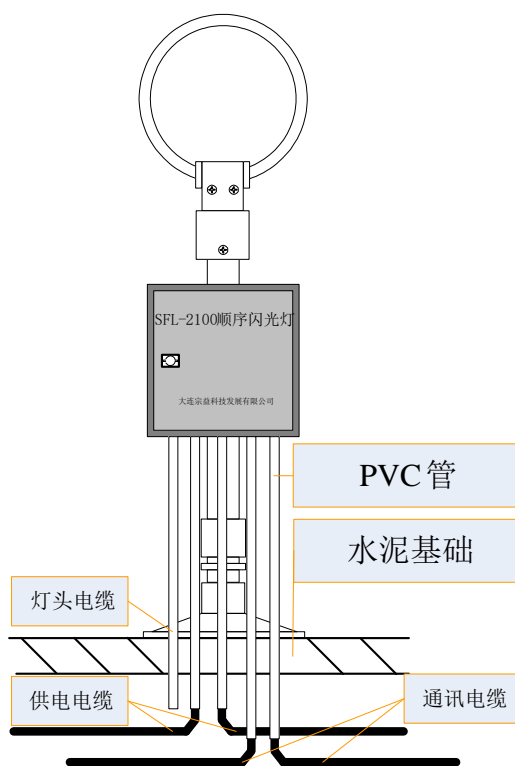 SFL-2100顺序闪光灯
大连宗益科技发展有限公司
PVC管
水泥基础
灯头电缆
供电电缆
通讯电缆